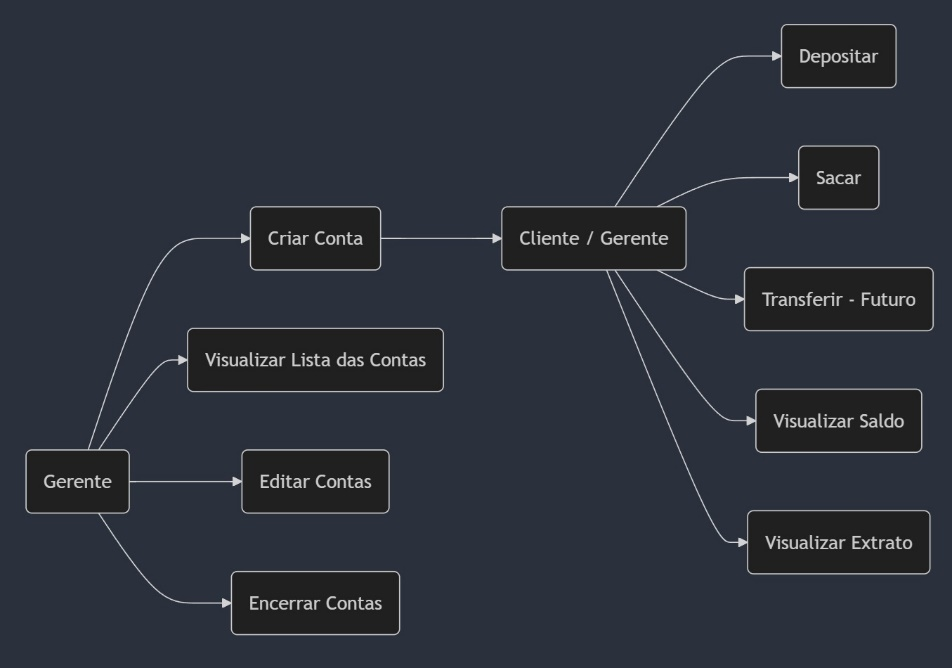 Depositar
Sacar
Criar Conta
Cliente / Gerente
Transferir - Futuro
Visualizar Lista das Contas
Visualizar Saldo
Gerente
Editar Contas
Visualizar Extrato
Encerrar Contas